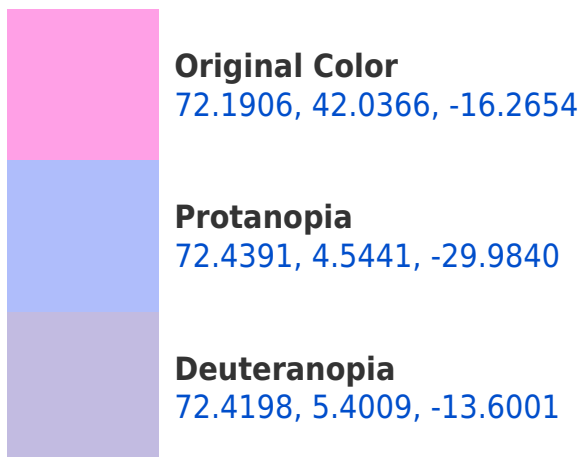 Original Color
72.1906, 42.0366, -16.2654
Protanopia
72.4391, 4.5441, -29.9840
Deuteranopia
72.4198, 5.4009, -13.6001